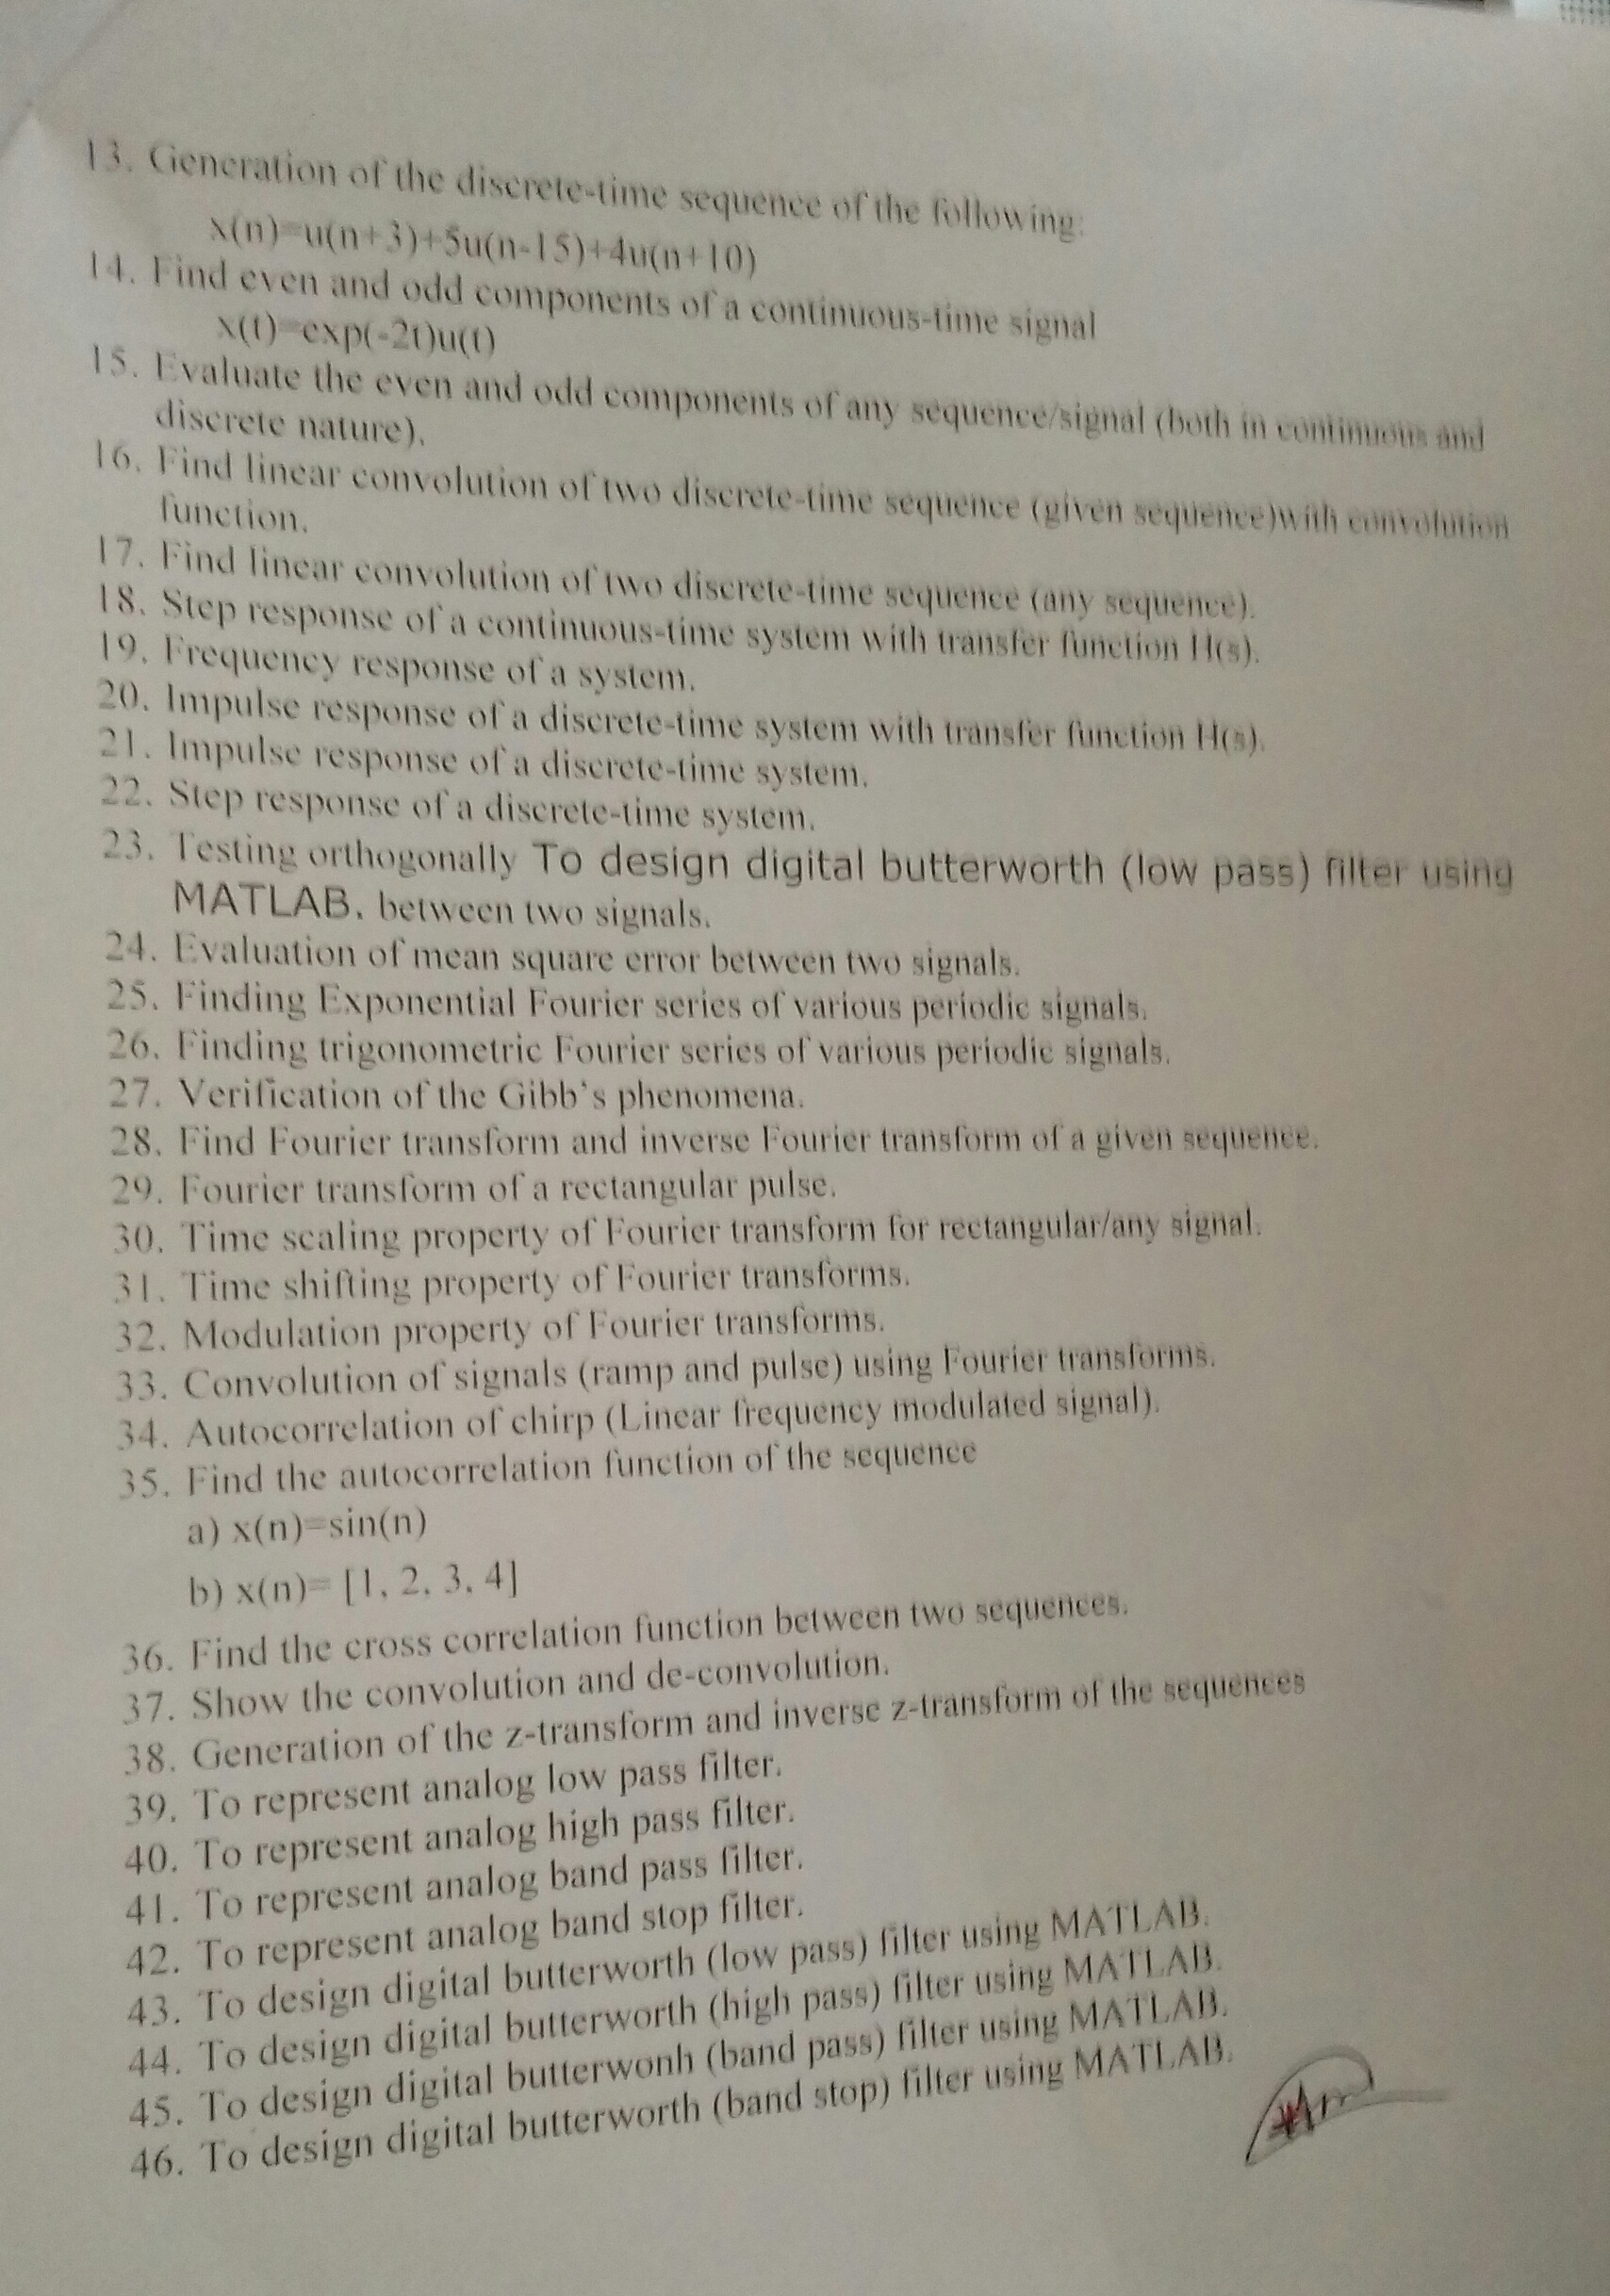 13. Generation of the discrete-time sequence of the following:
x(n)=u(n+3)+5u(n-15)+4u(n+10)
14. Find even and odd components of a continuous-time signal
x(t)=exp(-2t)u(t)
15. Evaluate the even and odd components of any sequence/signal (both in continuous and
discrete nature).
16. Find linear convolution of two discrete-time sequence (given sequence)with convolution
function.
17. Find linear convolution of two discrete-time sequence (any sequence).
18. Step response of a continuous-time system with transfer function H(s).
19. Frequency response of a system.
20. Impulse response of a discrete-time system with transfer function H(s).
21. Impulse response of a discrete-time system.
22. Step response of a discrete-time system.
23. Testing orthogonally To design digital butterworth (low pass) filter using
MATLAB. between two signals.
24. Evaluation of mean square error between two signals.
25. Finding Exponential Fourier series of various periodic signals.
26. Finding trigonometric Fourier series of various periodic signals.
27. Verification of the Gibb's phenomena.
28. Find Fourier transform and inverse Fourier transform of a given sequence.
29. Fourier transform of a rectangular pulse.
30. Time scaling property of Fourier transform for rectangular/any signal.
31. Time shifting property of Fourier transforms.
32. Modulation property of Fourier transforms.
33. Convolution of signals (ramp and pulse) using Fourier transforms.
34. Autocorrelation of chirp (Linear frequency modulated signal).
35. Find the autocorrelation function of the sequence
a) x(n)=sin(n)
b) x(n)= [1, 2, 3, 4]
36. Find the cross correlation function between two sequences.
37. Show the convolution and de-convolution.
38. Generation of the z-transform and inverse z-transform of the sequences
39. To represent analog low pass filter.
40. To represent analog high pass filter.
41. To represent analog band pass filter.
42. To represent analog band stop filter.
43. To design digital butterworth (low pass) filter using MATLAB.
44. To design digital butterworth (high pass) filter using MATLAB.
45. To design digital butterwonh (band pass) filter using MATLAB.
46. To design digital butterworth (band stop) filter using MATLAB.